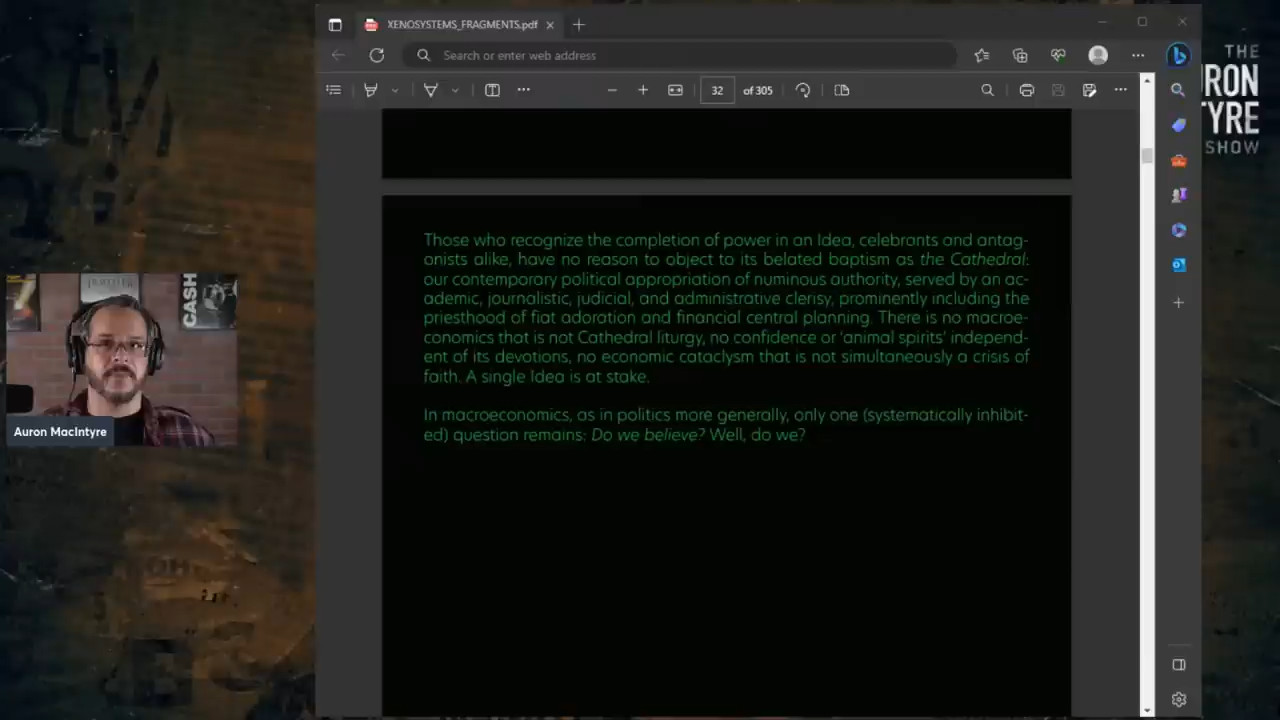 XENOSYSTEMS_FRAGMENTS.pdf
Search or enter web address
32 of 305
THE
RON
TYRE
SHOW
Those who recognize the completion of power in an Idea, celebrants and antag-
onists alike, have no reason to object to its belated baptism as the Cathedral:
our contemporary political appropriation of numinous authority, served by an ac-
ademic, journalistic, judicial, and administrative clerisy, prominently including the
priesthood of fiat adoration and financial central planning. There is no macroe-
conomics that is not Cathedral liturgy, no confidence or 'animal spirits' independ-
ent of its devotions, no economic cataclysm that is not simultaneously a crisis of
faith. A single Idea is at stake.
In macroeconomics, as in politics more generally, only one (systematically inhibit-
ed) question remains: Do we believe? Well, do we?
CASH
Auron MacIntyre